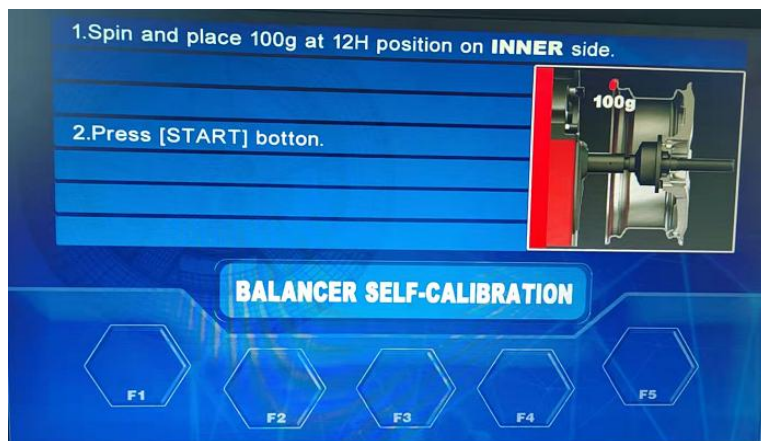 1.Spin and place 100g at 12H position on INNER side.
100g
2.Press [START] botton.
BALANCER SELF-CALIBRATION
F1
F2
F3
F4
F5